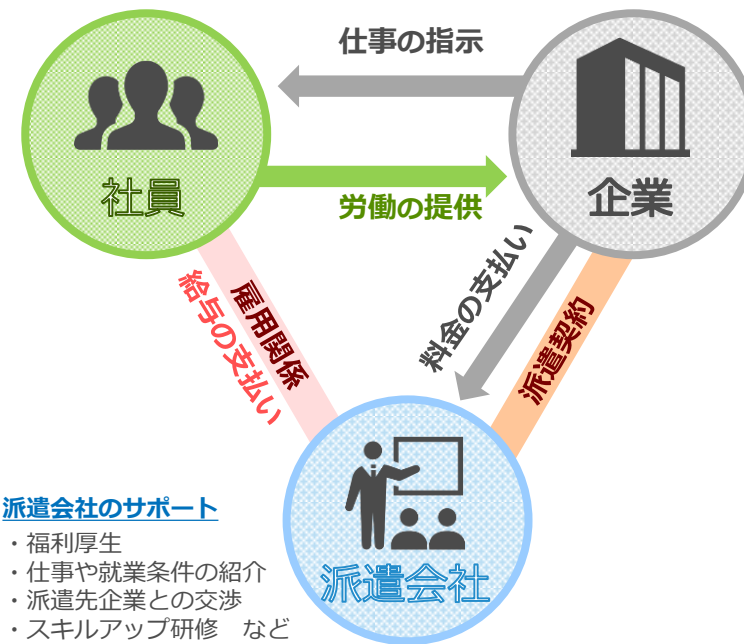 仕事の指示
社員
企業
労働の提供
料金の支払い
雇用関係
給与の支払い
派遣契約
派遣会社
派遣会社のサポート
・福利厚生
・仕事や就業条件の紹介
・派遣先企業との交渉
・スキルアップ研修　など